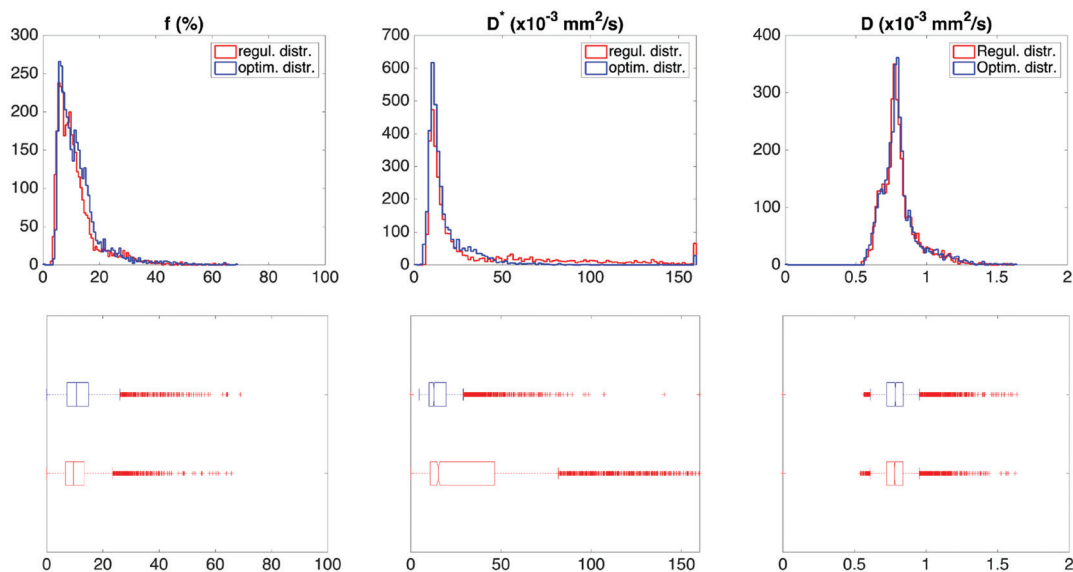 f (%)
D* (x10-3 mm2/s)
D (x10-3 mm2/s)
300
250
200
150
100
50
0
regul. distr.
optim. distr.
0 20 40 60 80 100
700
600
500
400
300
200
100
0
regul. distr.
optim. distr.
0 50 100 150
400
300
200
100
0
Regul. distr.
Optim. distr.
0 0.5 1 1.5 2
0 20 40 60 80 100
0 50 100 150
0 0.5 1 1.5 2